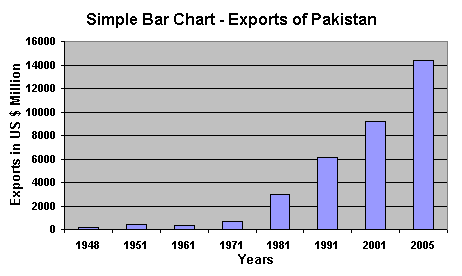 Simple Bar Chart - Exports of Pakistan
Exports in US $ Million
16000
14000
12000
10000
8000
6000
4000
2000
0
1948 1951 1961 1971 1981 1991 2001 2005
Years